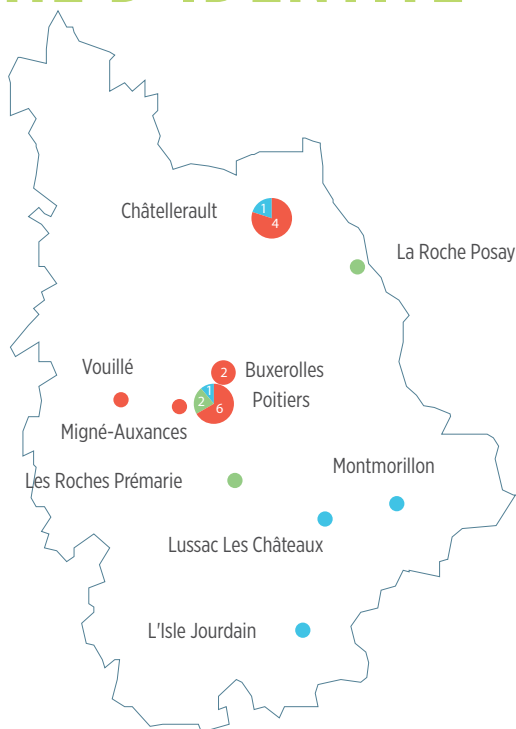 Châtellerault
1
4
La Roche Posay
Vouillé
2
Buxerolles
1
2
6
Poitiers
Migné-Auxances
Les Roches Prémarie
Montmorillon
Lussac Les Châteaux
L'Isle Jourdain